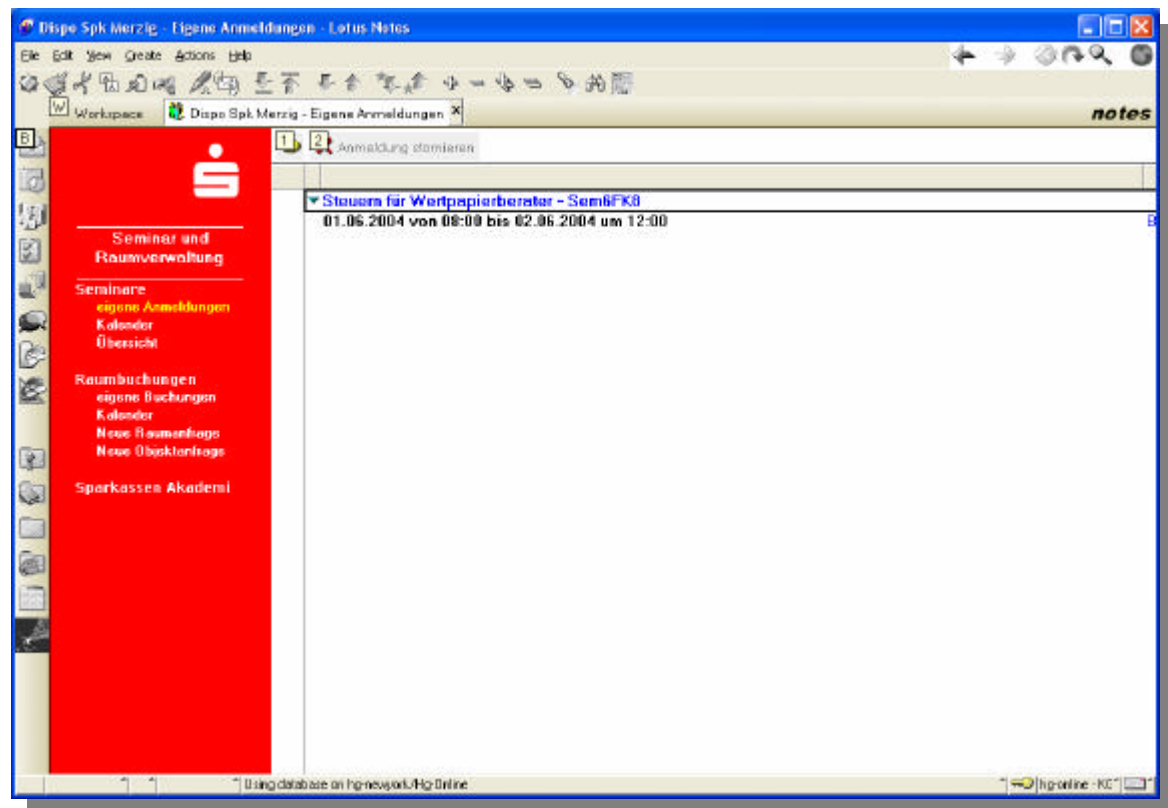 Dispo Spk Merzig - Eigene Anmeldungen - Lotus Notes
File Edit View Create Actions Help
W Workspace Dispo Spk Merzig - Eigene Anmeldungen notes
B
1 2 Anmeldung stornieren
Steuern für Wertpapierberater - Sem6FK8
01.06.2004 von 08:00 bis 02.06.2004 um 12:00
B
Seminar und
Raumverwaltung
Seminare
eigene Anmeldungen
Kalender
Übersicht
Raumbuchungen
eigene Buchungen
Kalender
Neue Raumanfrage
Neue Objektanfrage
Sparkassen Akademi
Using database on hg-newyork/Hg-Online
hg-online - KC